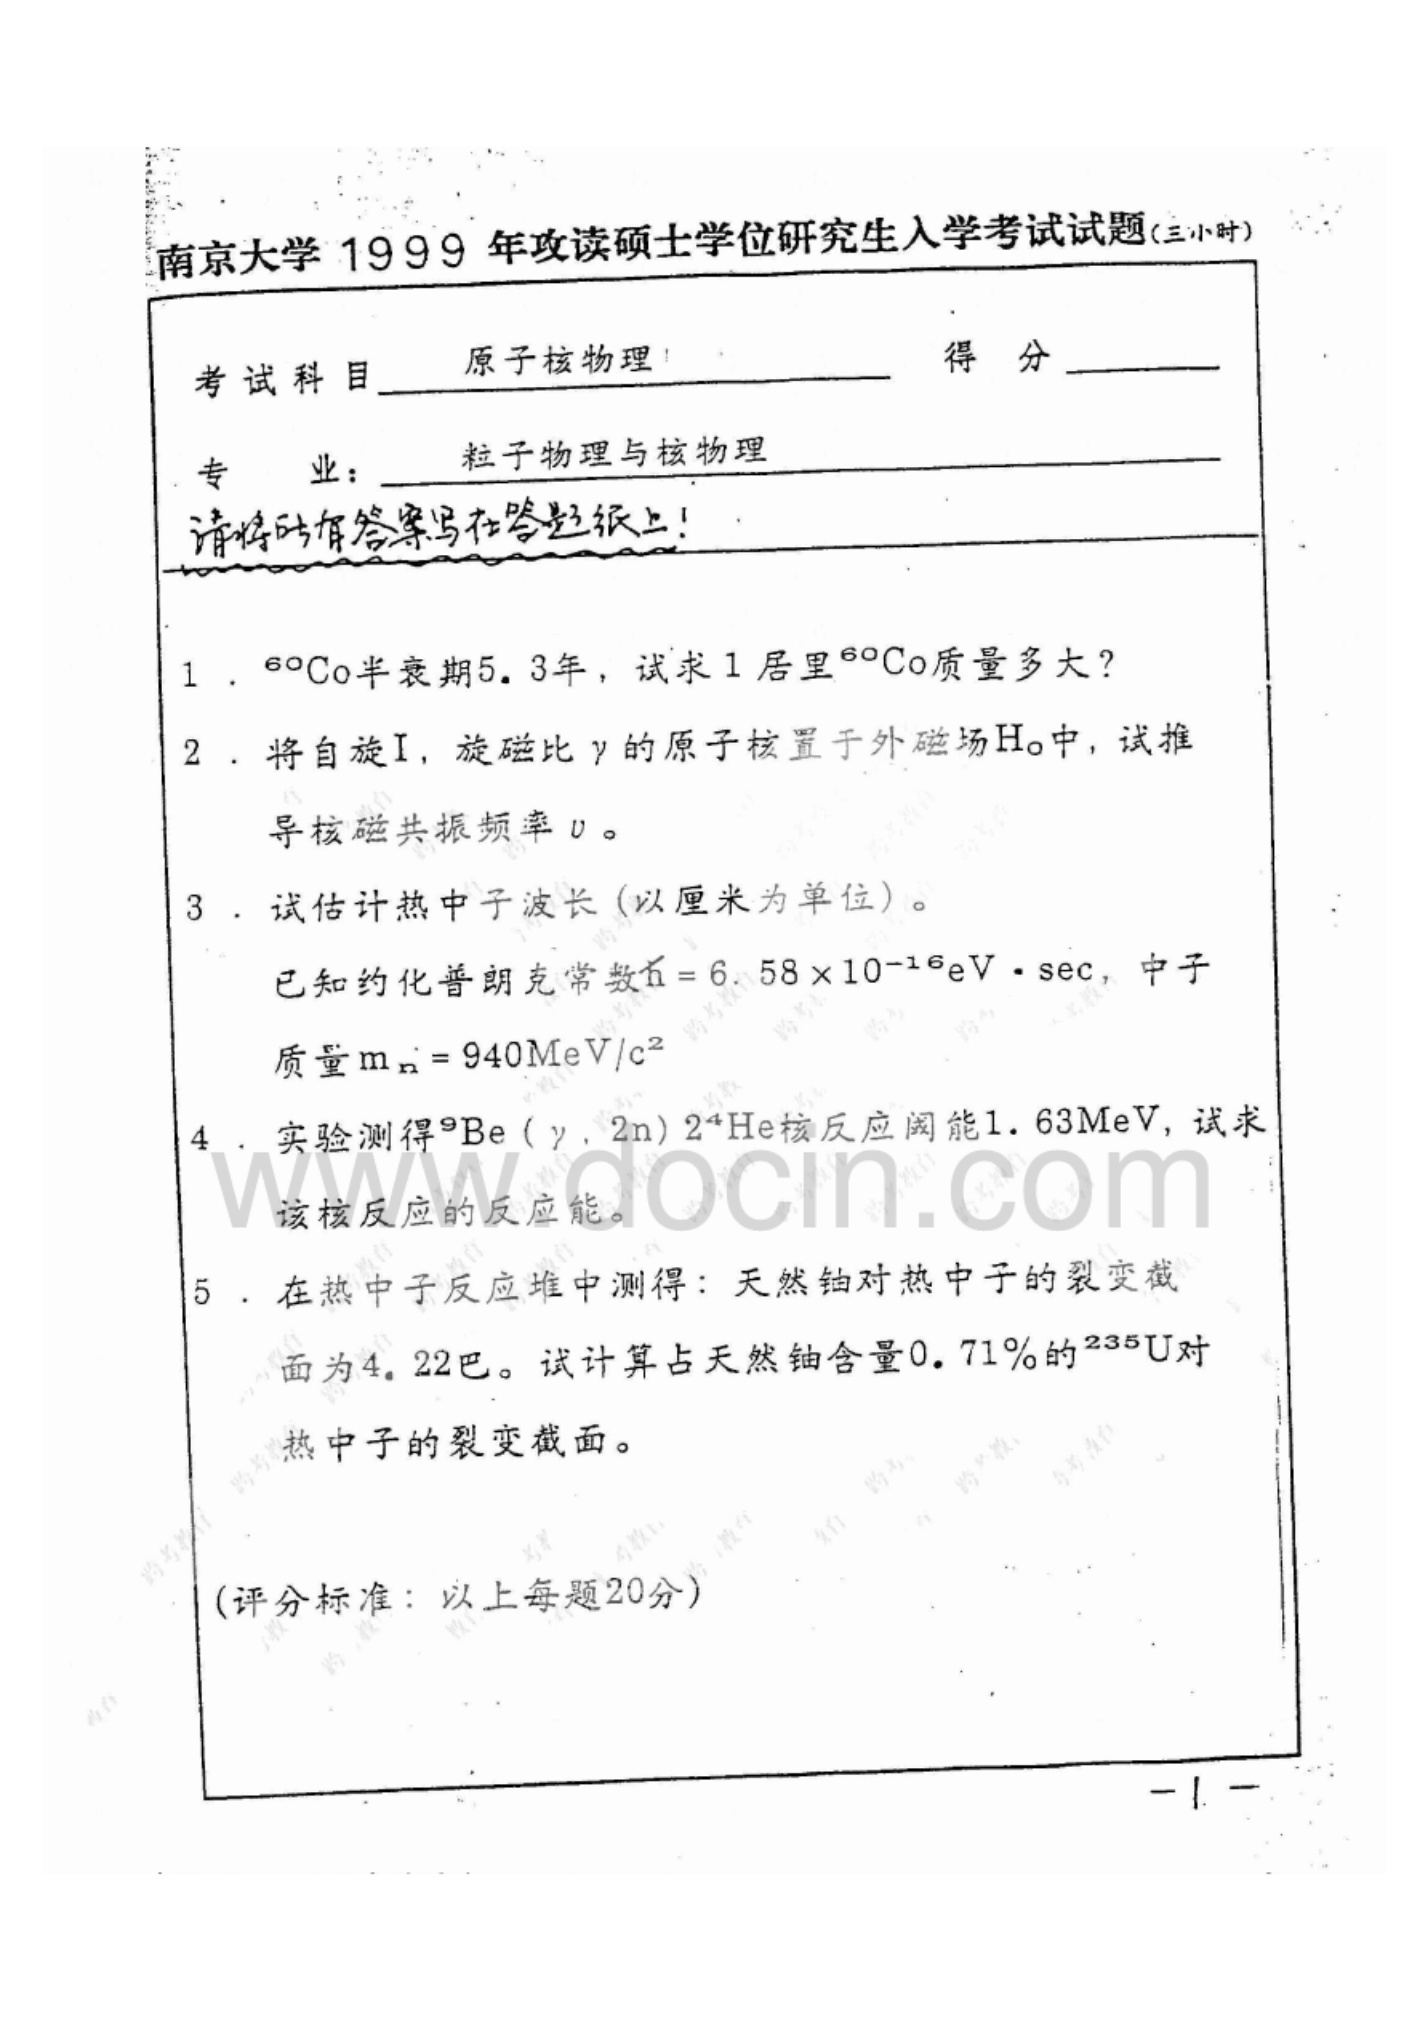 南京大学 1999 年攻读硕士学位研究生入学考试试题(三小时)
考试科目 原子核物理 得 分
专 业: 粒子物理与核物理
请将所有答案写在答题纸上!
1 . ⁶⁰Co半衰期5. 3年, 试求1居里⁶⁰Co质量多大?
2 . 将自旋I, 旋磁比γ的原子核置于外磁场H₀中, 试推
导核磁共振频率υ。
3 . 试估计热中子波长(以厘米为单位)。
已知约化普朗克常数ħ = 6. 58×10⁻¹⁶eV·sec, 中子
质量mₙ = 940MeV/c²
4 . 实验测得⁹Be ( γ, 2n) 2⁴He核反应阈能1. 63MeV, 试求
该核反应的反应能。
www.docin.com
5 . 在热中子反应堆中测得: 天然铀对热中子的裂变截
面为4. 22巴。试计算占天然铀含量0. 71%的²³⁵U对
热中子的裂变截面。
(评分标准: 以上每题20分)
-1-